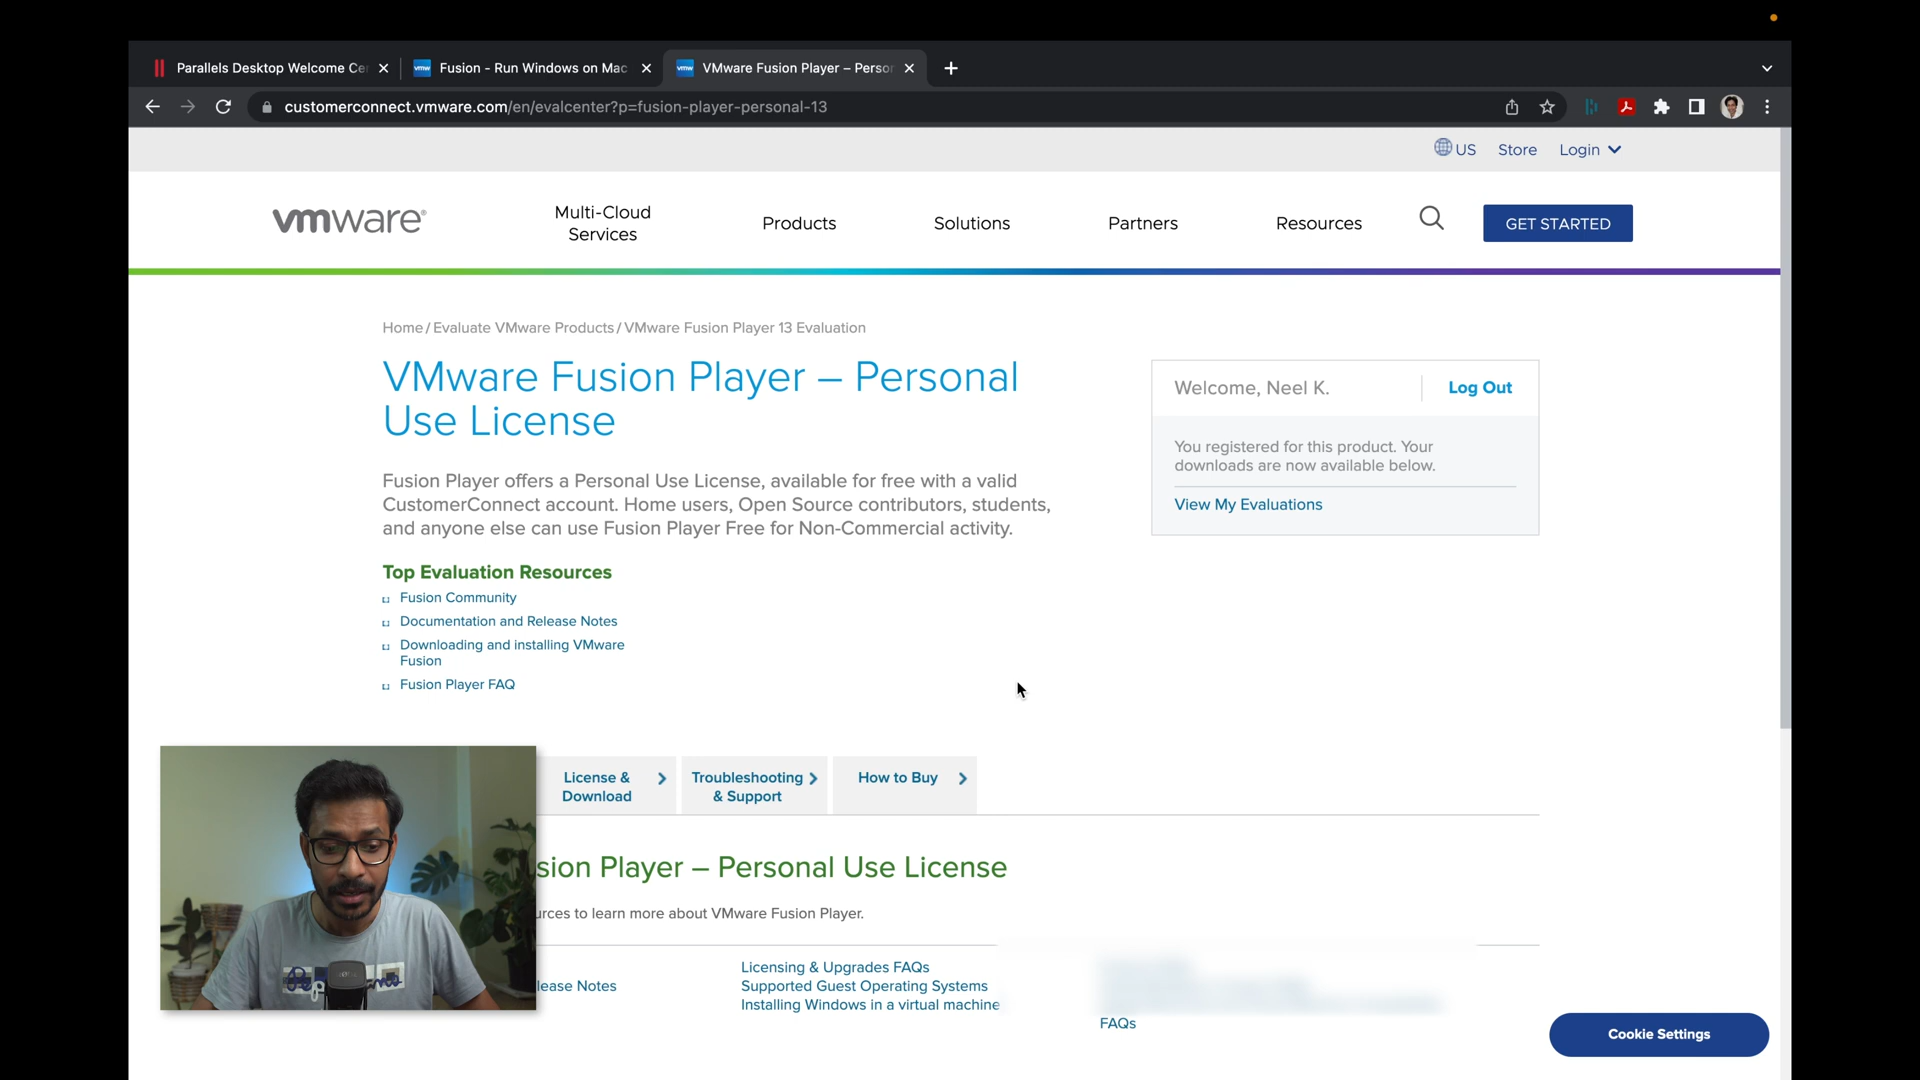 Parallels Desktop Welcome Ce
Fusion - Run Windows on Mac
VMware Fusion Player – Person
customerconnect.vmware.com/en/evalcenter?p=fusion-player-personal-13
US Store Login
vmware®
Multi-Cloud
Services
Products
Solutions
Partners
Resources
GET STARTED
Home / Evaluate VMware Products / VMware Fusion Player 13 Evaluation
VMware Fusion Player – Personal
Use License
Welcome, Neel K.
Log Out
You registered for this product. Your
downloads are now available below.
View My Evaluations
Fusion Player offers a Personal Use License, available for free with a valid
CustomerConnect account. Home users, Open Source contributors, students,
and anyone else can use Fusion Player Free for Non-Commercial activity.
Top Evaluation Resources
Fusion Community
Documentation and Release Notes
Downloading and installing VMware
Fusion
Fusion Player FAQ
License &
Download
Troubleshooting
& Support
How to Buy
sion Player – Personal Use License
urces to learn more about VMware Fusion Player.
lease Notes
Licensing & Upgrades FAQs
Supported Guest Operating Systems
Installing Windows in a virtual machine
FAQs
Cookie Settings